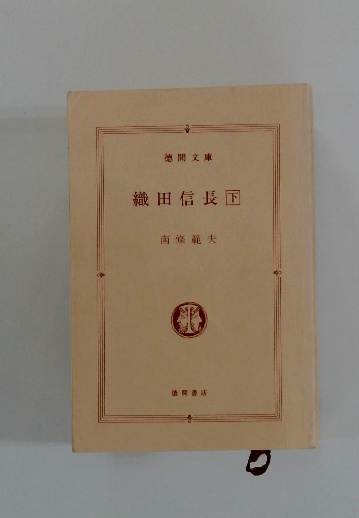 徳間文庫
織田信長 下
南條範夫
徳間書店